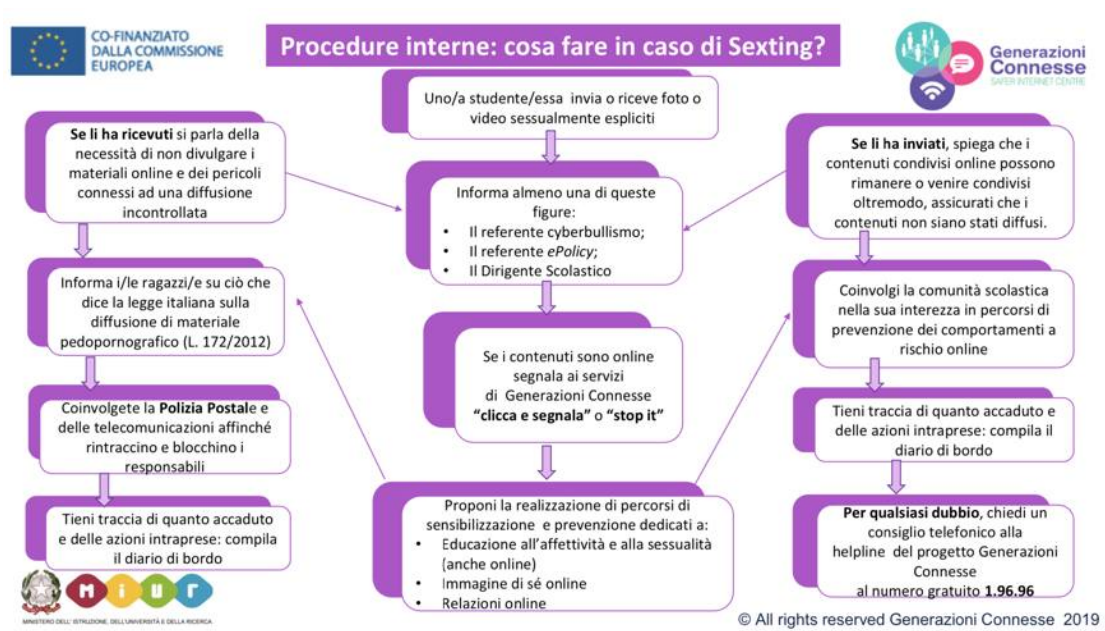 CO-FINANZIATO
DALLA COMMISSIONE
EUROPEA
Procedure interne: cosa fare in caso di Sexting?
Generazioni
Connesse
SAFER INTERNET CENTRE
Uno/a studente/essa invia o riceve foto o
video sessualmente espliciti
Se li ha ricevuti si parla della
necessità di non divulgare i
materiali online e dei pericoli
connessi ad una diffusione
incontrollata
Informa i/le ragazzi/e su ciò che
dice la legge italiana sulla
diffusione di materiale
pedopornografico (L. 172/2012)
Coinvolgete la Polizia Postale e
delle telecomunicazioni affinché
rintraccino e blocchino i
responsabili
Tieni traccia di quanto accaduto
e delle azioni intraprese: compila
il diario di bordo
Informa almeno una di queste
figure:
• Il referente cyberbullismo;
• Il referente ePolicy;
• Il Dirigente Scolastico
Se i contenuti sono online
segnala ai servizi
di Generazioni Connesse
“clicca e segnala” o “stop it”
Proponi la realizzazione di percorsi di
sensibilizzazione e prevenzione dedicati a:
• Educazione all’affettività e alla sessualità
(anche online)
• Immagine di sé online
• Relazioni online
Se li ha inviati, spiega che i
contenuti condivisi online possono
rimanere o venire condivisi
oltremodo, assicurati che i
contenuti non siano stati diffusi.
Coinvolgi la comunità scolastica
nella sua interezza in percorsi di
prevenzione dei comportamenti a
rischio online
Tieni traccia di quanto accaduto e
delle azioni intraprese: compila il
diario di bordo
Per qualsiasi dubbio, chiedi un
consiglio telefonico alla
helpline del progetto Generazioni
Connesse
al numero gratuito 1.96.96
MIUR
MINISTERO DELL' ISTRUZIONE, DELL'UNIVERSITÀ E DELLA RICERCA
© All rights reserved Generazioni Connesse 2019